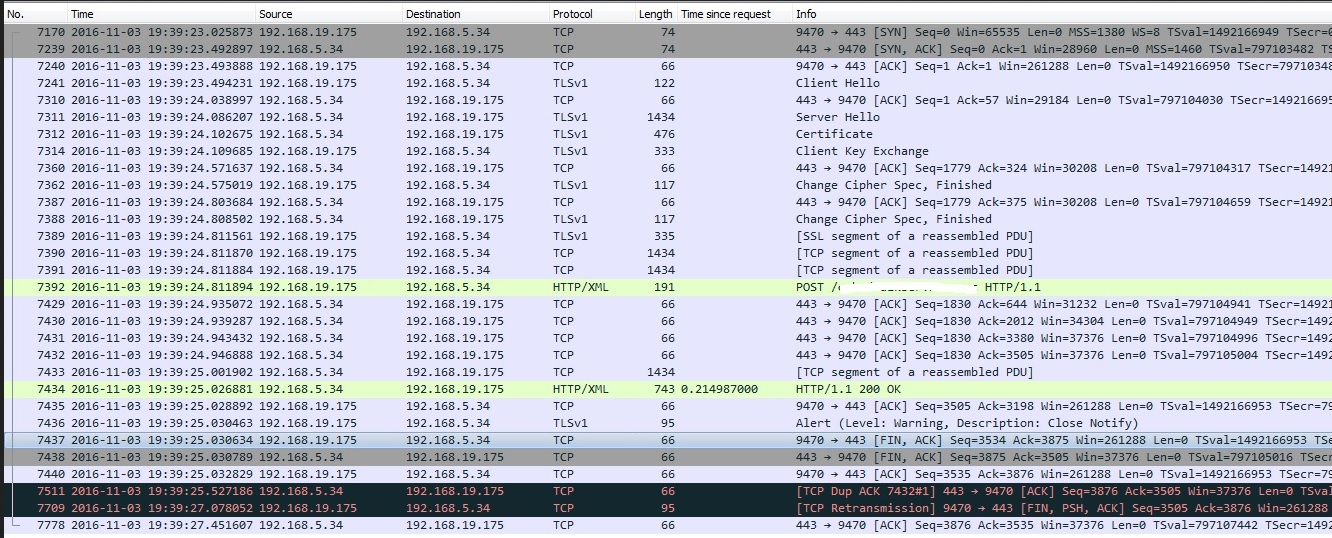 No. Time Source Destination Protocol Length Time since request Info
7170 2016-11-03 19:39:23.025873 192.168.19.175 192.168.5.34 TCP 74 9470 → 443 [SYN] Seq=0 Win=65535 Len=0 MSS=1380 WS=8 TSval=1492166949 TSecr=0
7239 2016-11-03 19:39:23.492897 192.168.5.34 192.168.19.175 TCP 74 443 → 9470 [SYN, ACK] Seq=0 Ack=1 Win=28960 Len=0 MSS=1460 TSval=797103482 TS
7240 2016-11-03 19:39:23.493888 192.168.19.175 192.168.5.34 TCP 66 9470 → 443 [ACK] Seq=1 Ack=1 Win=261288 Len=0 TSval=1492166950 TSecr=7971034
7241 2016-11-03 19:39:23.494231 192.168.19.175 192.168.5.34 TLSv1 122 Client Hello
7310 2016-11-03 19:39:24.038997 192.168.5.34 192.168.19.175 TCP 66 443 → 9470 [ACK] Seq=1 Ack=57 Win=29184 Len=0 TSval=797104030 TSecr=149216695
7311 2016-11-03 19:39:24.086207 192.168.5.34 192.168.19.175 TLSv1 1434 Server Hello
7312 2016-11-03 19:39:24.102675 192.168.5.34 192.168.19.175 TLSv1 476 Certificate
7314 2016-11-03 19:39:24.109685 192.168.19.175 192.168.5.34 TLSv1 333 Client Key Exchange
7360 2016-11-03 19:39:24.571637 192.168.5.34 192.168.19.175 TCP 66 443 → 9470 [ACK] Seq=1779 Ack=324 Win=30208 Len=0 TSval=797104317 TSecr=1492
7362 2016-11-03 19:39:24.575019 192.168.19.175 192.168.5.34 TLSv1 117 Change Cipher Spec, Finished
7387 2016-11-03 19:39:24.803684 192.168.5.34 192.168.19.175 TCP 66 443 → 9470 [ACK] Seq=1779 Ack=375 Win=30208 Len=0 TSval=797104659 TSecr=1492
7388 2016-11-03 19:39:24.808502 192.168.5.34 192.168.19.175 TLSv1 117 Change Cipher Spec, Finished
7389 2016-11-03 19:39:24.811561 192.168.19.175 192.168.5.34 TLSv1 335 [SSL segment of a reassembled PDU]
7390 2016-11-03 19:39:24.811870 192.168.19.175 192.168.5.34 TCP 1434 [TCP segment of a reassembled PDU]
7391 2016-11-03 19:39:24.811884 192.168.19.175 192.168.5.34 TCP 1434 [TCP segment of a reassembled PDU]
7392 2016-11-03 19:39:24.811894 192.168.19.175 192.168.5.34 HTTP/XML 191 POST / HTTP/1.1
7429 2016-11-03 19:39:24.935072 192.168.5.34 192.168.19.175 TCP 66 443 → 9470 [ACK] Seq=1830 Ack=644 Win=31232 Len=0 TSval=797104941 TSecr=1492
7430 2016-11-03 19:39:24.939287 192.168.5.34 192.168.19.175 TCP 66 443 → 9470 [ACK] Seq=1830 Ack=2012 Win=34304 Len=0 TSval=797104949 TSecr=149
7431 2016-11-03 19:39:24.943432 192.168.5.34 192.168.19.175 TCP 66 443 → 9470 [ACK] Seq=1830 Ack=3380 Win=37376 Len=0 TSval=797104996 TSecr=149
7432 2016-11-03 19:39:24.946888 192.168.5.34 192.168.19.175 TCP 66 443 → 9470 [ACK] Seq=1830 Ack=3505 Win=37376 Len=0 TSval=797105004 TSecr=149
7433 2016-11-03 19:39:25.001902 192.168.5.34 192.168.19.175 TCP 1434 [TCP segment of a reassembled PDU]
7434 2016-11-03 19:39:25.026881 192.168.5.34 192.168.19.175 HTTP/XML 743 0.214987000 HTTP/1.1 200 OK
7435 2016-11-03 19:39:25.028892 192.168.19.175 192.168.5.34 TCP 66 9470 → 443 [ACK] Seq=3505 Ack=3198 Win=261288 Len=0 TSval=1492166953 TSecr=79
7436 2016-11-03 19:39:25.030463 192.168.19.175 192.168.5.34 TLSv1 95 Alert (Level: Warning, Description: Close Notify)
7437 2016-11-03 19:39:25.030634 192.168.19.175 192.168.5.34 TCP 66 9470 → 443 [FIN, ACK] Seq=3534 Ack=3875 Win=261288 Len=0 TSval=1492166953 TSe
7438 2016-11-03 19:39:25.030789 192.168.5.34 192.168.19.175 TCP 66 443 → 9470 [FIN, ACK] Seq=3875 Ack=3505 Win=37376 Len=0 TSval=797105016 TSec
7440 2016-11-03 19:39:25.032829 192.168.19.175 192.168.5.34 TCP 66 9470 → 443 [ACK] Seq=3535 Ack=3876 Win=261288 Len=0 TSval=1492166953 TSecr=79
7511 2016-11-03 19:39:25.527186 192.168.5.34 192.168.19.175 TCP 66 [TCP Dup ACK 7432#1] 443 → 9470 [ACK] Seq=3876 Ack=3505 Win=37376 Len=0 TSva
7709 2016-11-03 19:39:27.078052 192.168.19.175 192.168.5.34 TCP 95 [TCP Retransmission] 9470 → 443 [FIN, PSH, ACK] Seq=3505 Ack=3876 Win=261288
7778 2016-11-03 19:39:27.451607 192.168.5.34 192.168.19.175 TCP 66 443 → 9470 [ACK] Seq=3876 Ack=3535 Win=37376 Len=0 TSval=797107442 TSecr=149